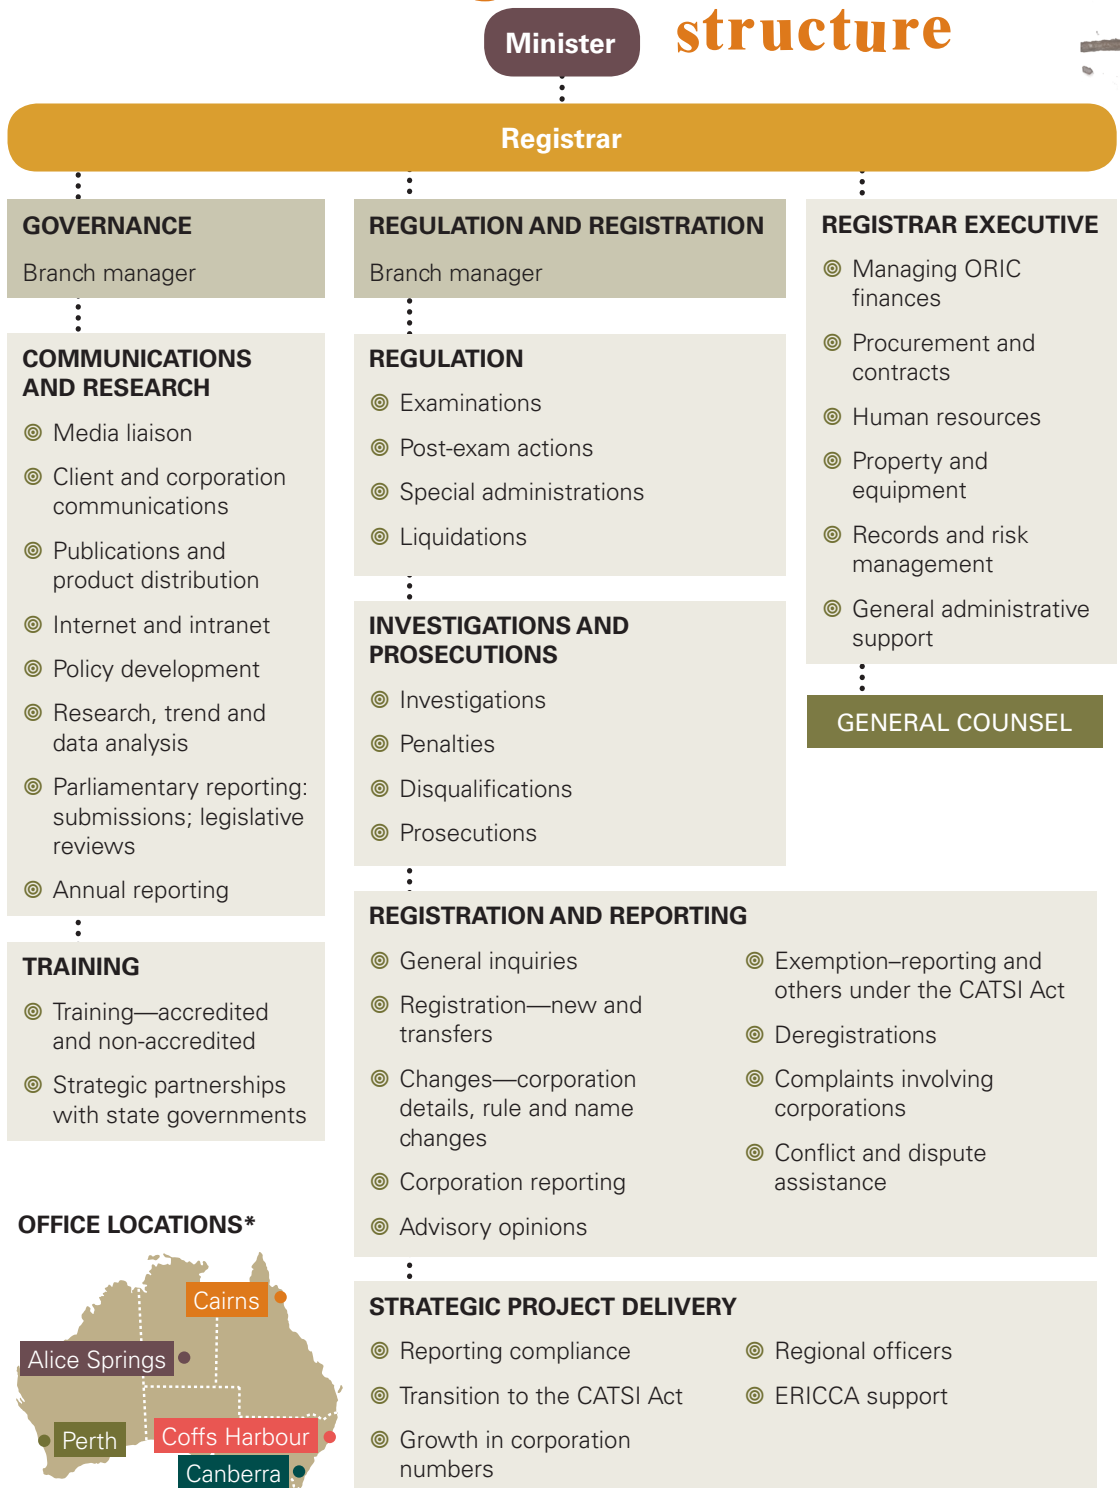 structure
Minister
Registrar
GOVERNANCE
Branch manager
COMMUNICATIONS
AND RESEARCH
Media liaison
Client and corporation
communications
Publications and
product distribution
Internet and intranet
Policy development
Research, trend and
data analysis
Parliamentary reporting:
submissions; legislative
reviews
Annual reporting
TRAINING
Training—accredited
and non-accredited
Strategic partnerships
with state governments
REGULATION AND REGISTRATION
Branch manager
REGULATION
Examinations
Post-exam actions
Special administrations
Liquidations
INVESTIGATIONS AND
PROSECUTIONS
Investigations
Penalties
Disqualifications
Prosecutions
REGISTRATION AND REPORTING
General inquiries
Registration—new and
transfers
Changes—corporation
details, rule and name
changes
Corporation reporting
Advisory opinions
Exemption–reporting and
others under the CATSI Act
Deregistrations
Complaints involving
corporations
Conflict and dispute
assistance
STRATEGIC PROJECT DELIVERY
Reporting compliance
Transition to the CATSI Act
Growth in corporation
numbers
Regional officers
ERICCA support
REGISTRAR EXECUTIVE
Managing ORIC
finances
Procurement and
contracts
Human resources
Property and
equipment
Records and risk
management
General administrative
support
GENERAL COUNSEL
OFFICE LOCATIONS*
Cairns
Alice Springs
Perth
Coffs Harbour
Canberra